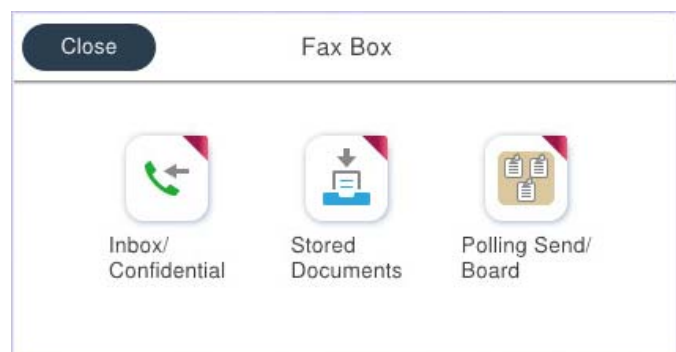 Close
Fax Box
Inbox/
Confidential
Stored
Documents
Polling Send/
Board